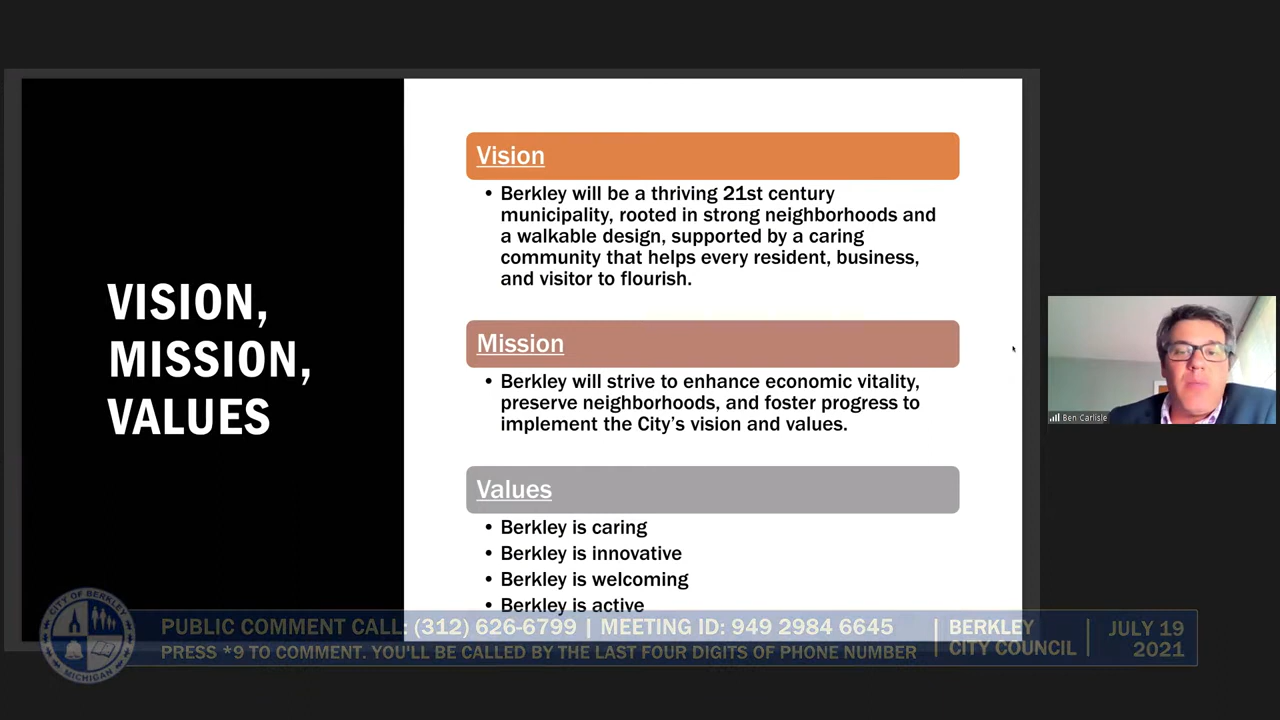 VISION,
MISSION,
VALUES
Vision
• Berkley will be a thriving 21st century
municipality, rooted in strong neighborhoods and
a walkable design, supported by a caring
community that helps every resident, business,
and visitor to flourish.
Mission
• Berkley will strive to enhance economic vitality,
preserve neighborhoods, and foster progress to
implement the City's vision and values.
Values
• Berkley is caring
• Berkley is innovative
• Berkley is welcoming
• Berkley is active
Ben Carlisle
CITY OF BERKLEY
MICHIGAN
PUBLIC COMMENT CALL: (312) 626-6799 | MEETING ID: 949 2984 6645
PRESS *9 TO COMMENT. YOU'LL BE CALLED BY THE LAST FOUR DIGITS OF PHONE NUMBER
BERKLEY
CITY COUNCIL
JULY 19
2021